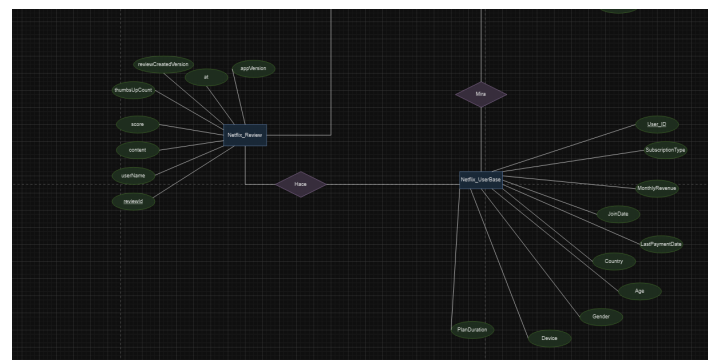 reviewCreatedVersion
at
appVersion
thumbsUpCount
Mira
score
User_ID
Netflix_Review
content
SubscriptionType
userName
Hace
Netflix_UserBase
MonthlyRevenue
reviewId
JoinDate
LastPaymentDate
Country
Age
Gender
PlanDuration
Device